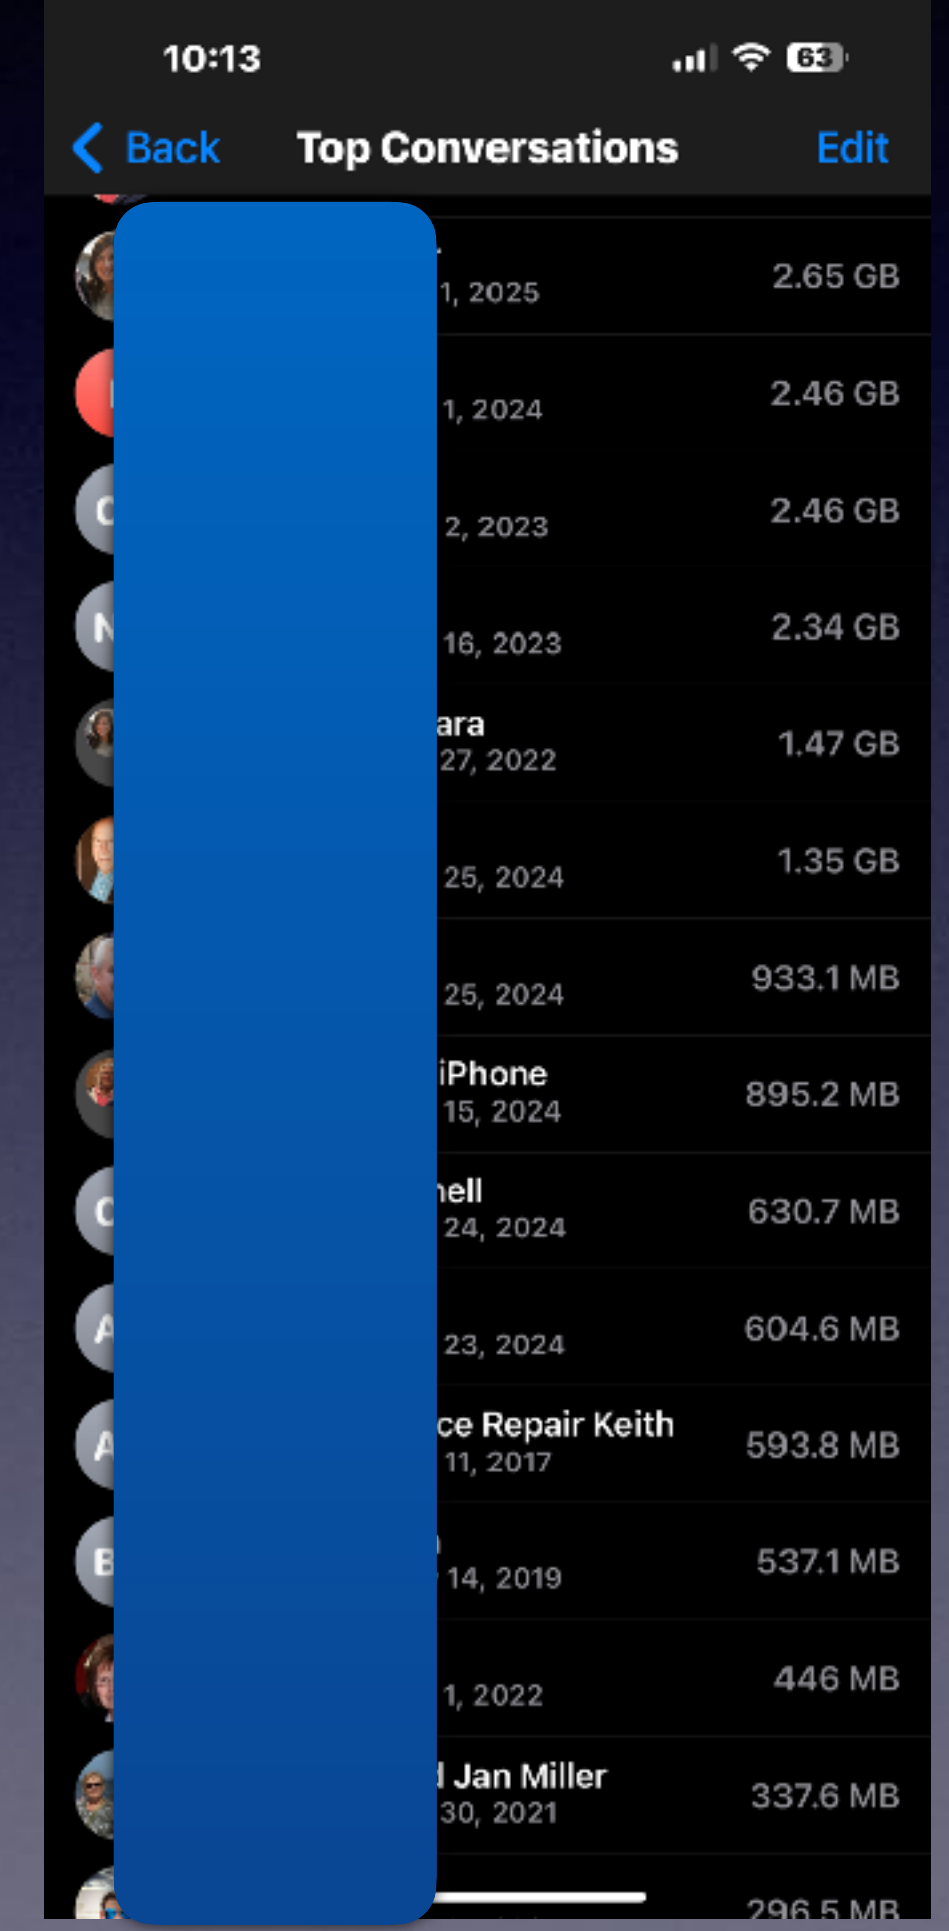 10:13
63
Back
Top Conversations
Edit
1, 2025
2.65 GB
1, 2024
2.46 GB
C
2, 2023
2.46 GB
N
16, 2023
2.34 GB
ara
27, 2022
1.47 GB
25, 2024
1.35 GB
25, 2024
933.1 MB
iPhone
15, 2024
895.2 MB
ell
24, 2024
630.7 MB
A
23, 2024
604.6 MB
A
ce Repair Keith
11, 2017
593.8 MB
B
14, 2019
537.1 MB
1, 2022
446 MB
Jan Miller
30, 2021
337.6 MB
296.5 MB